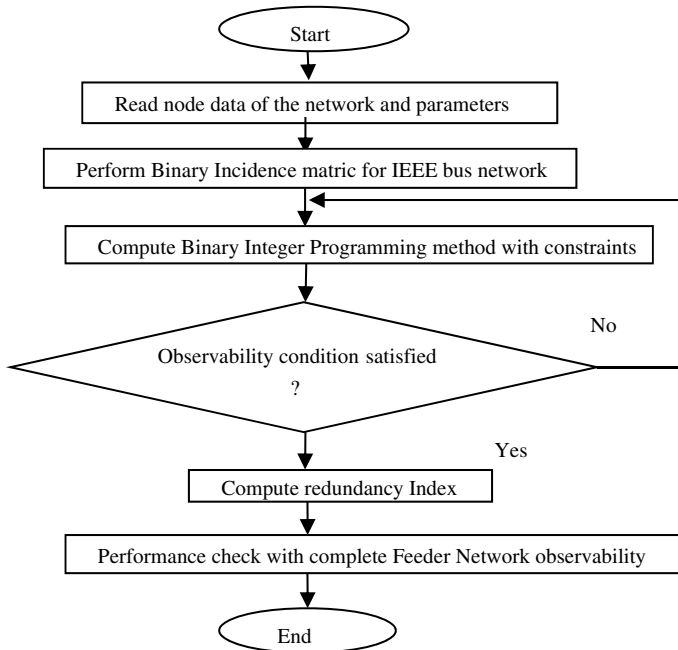 Start
Read node data of the network and parameters
Perform Binary Incidence matric for IEEE bus network
Compute Binary Integer Programming method with constraints
No
Observability condition satisfied
?
Yes
Compute redundancy Index
Performance check with complete Feeder Network observability
End